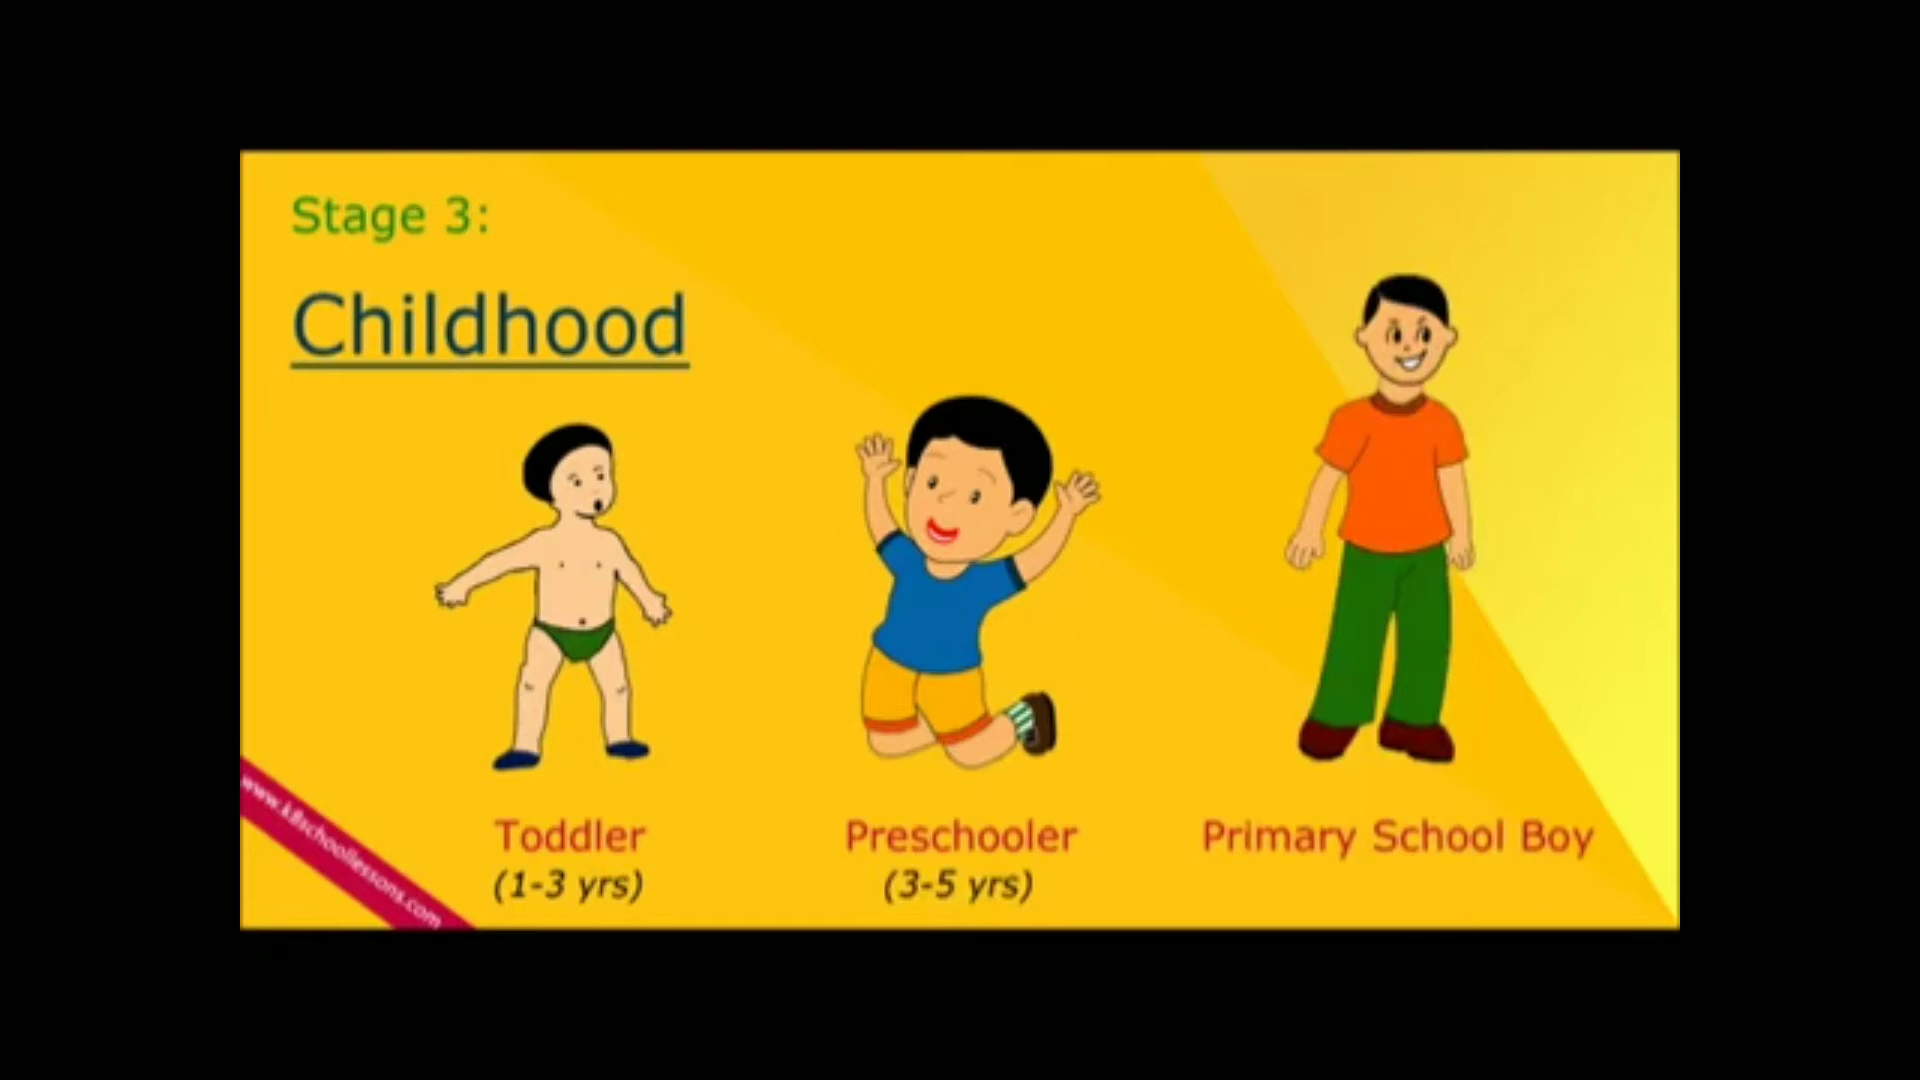 Stage 3:
Childhood
Toddler
(1-3 yrs)
Preschooler
(3-5 yrs)
Primary School Boy
www.k8schoollessons.com